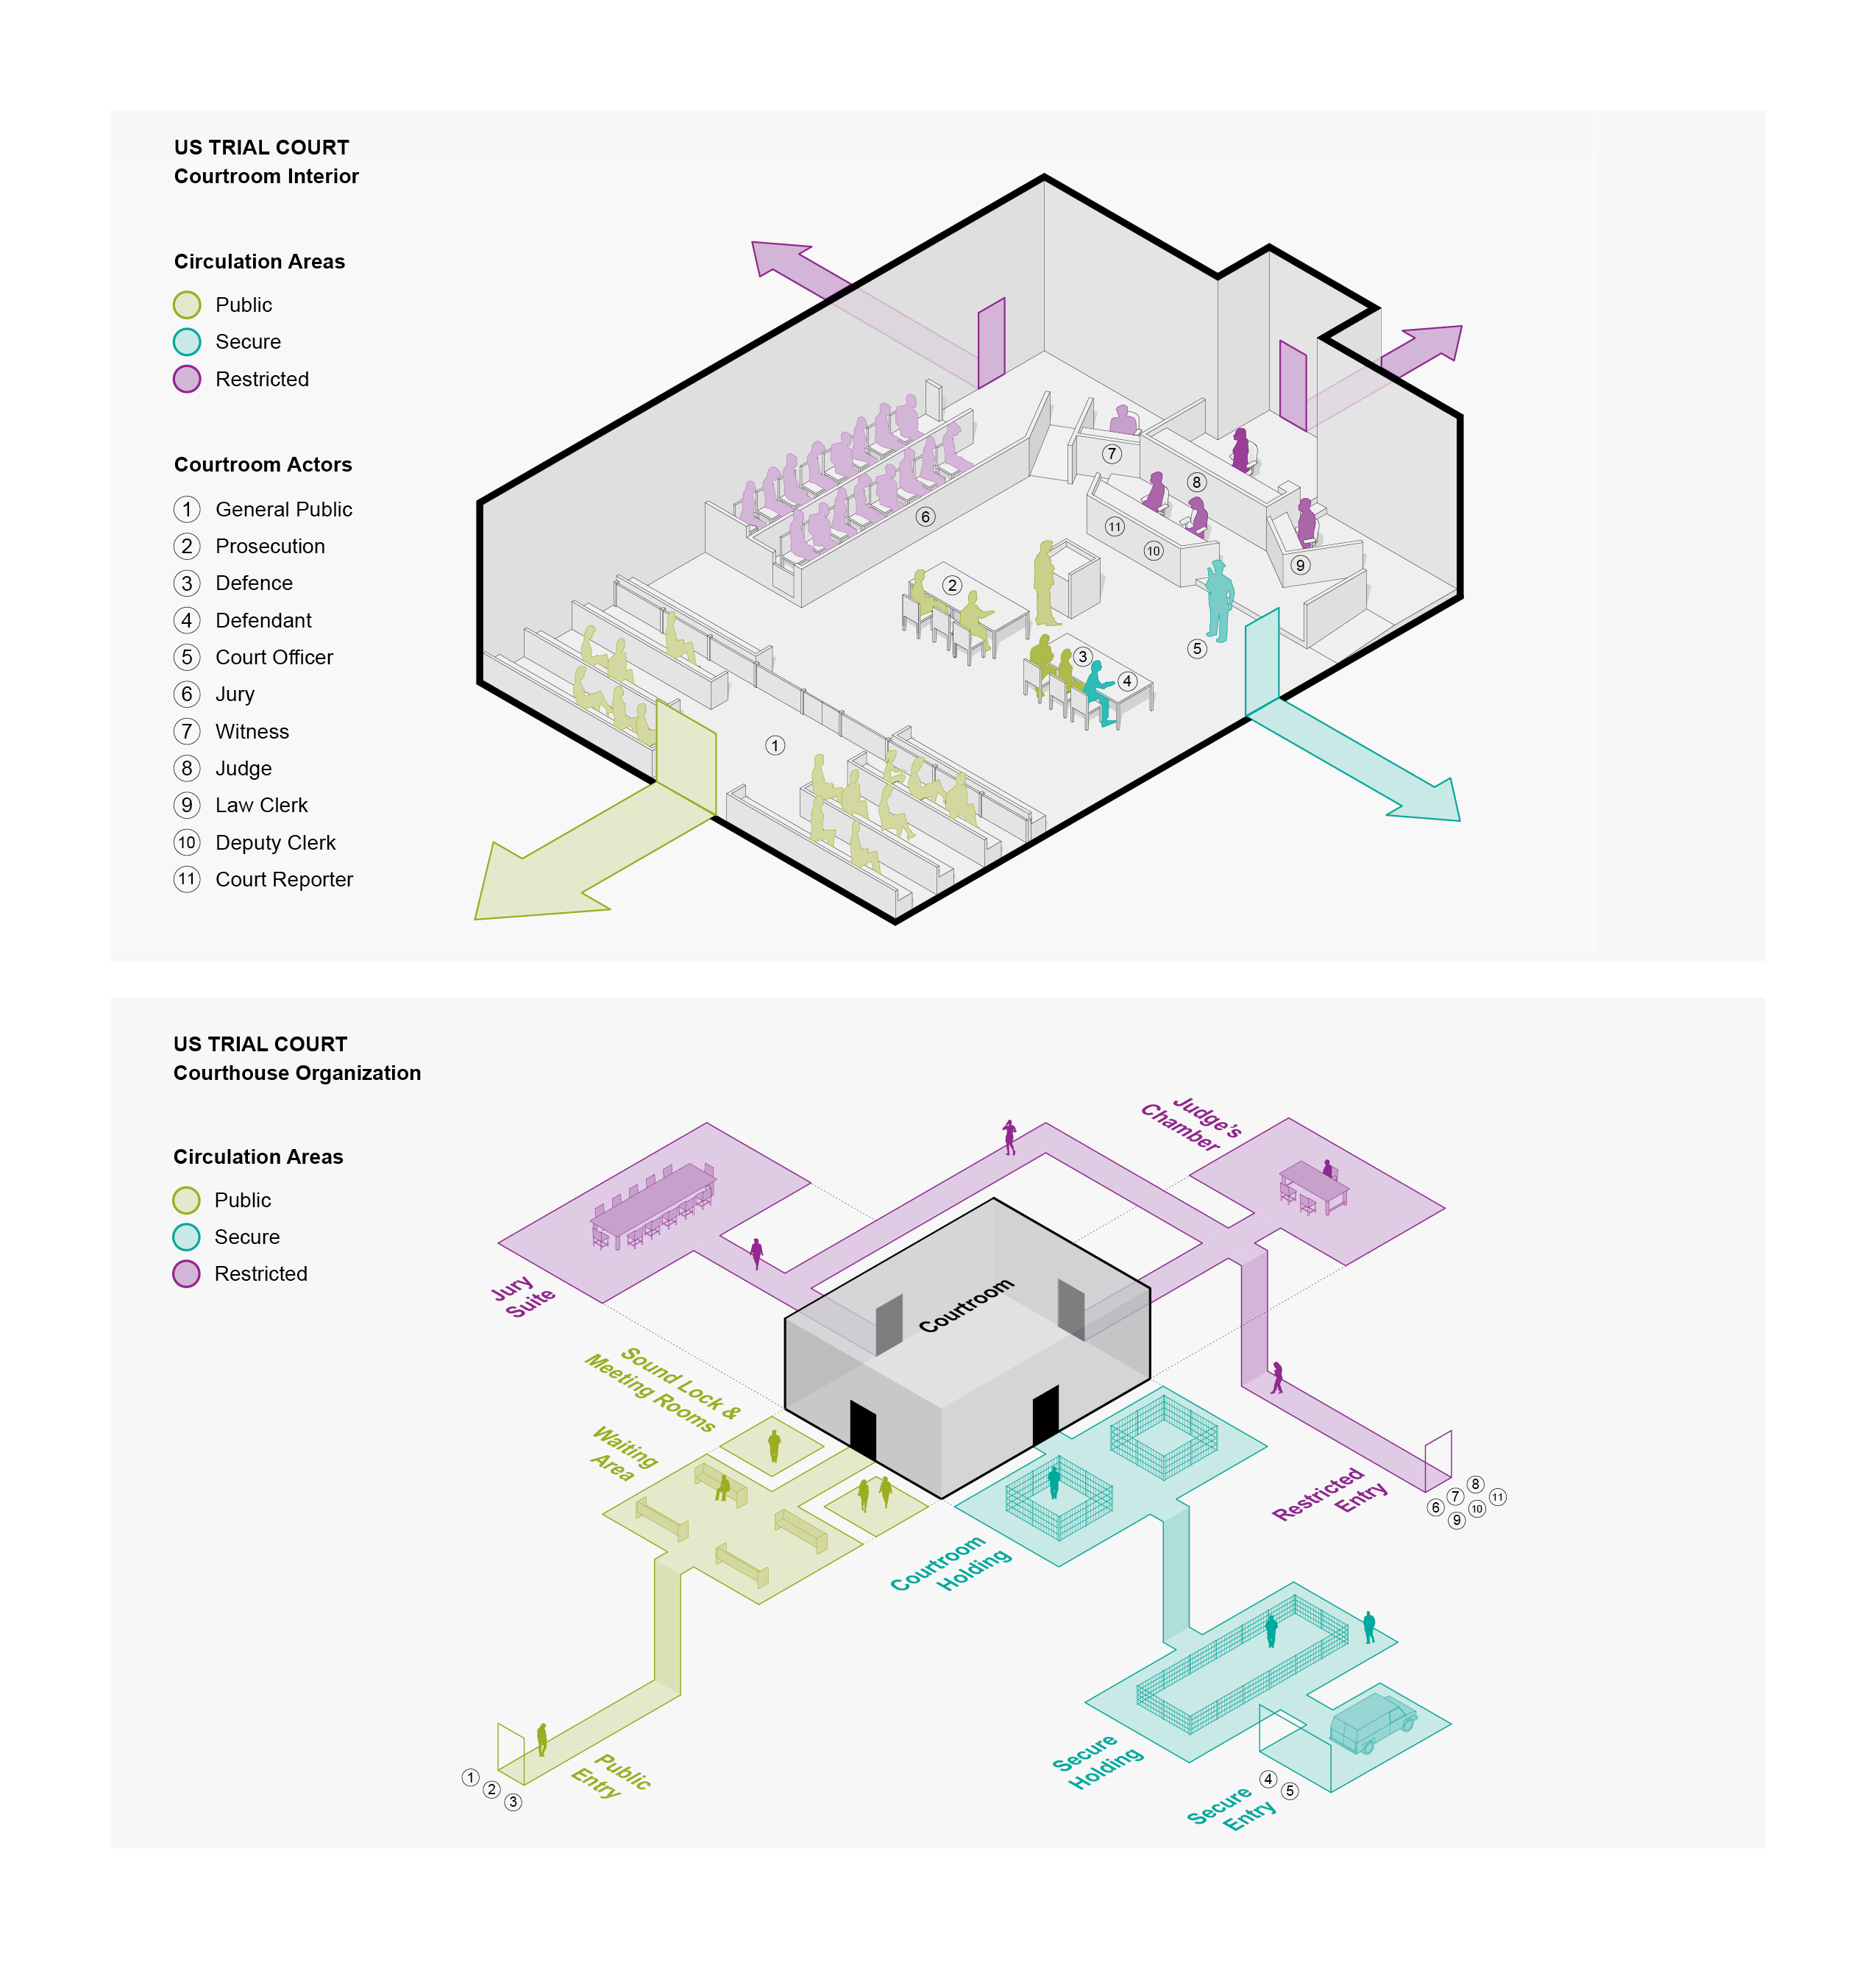 US TRIAL COURT
Courtroom Interior
Circulation Areas
Public
Secure
Restricted
Courtroom Actors
1 General Public
2 Prosecution
3 Defence
4 Defendant
5 Court Officer
6 Jury
7 Witness
8 Judge
9 Law Clerk
10 Deputy Clerk
11 Court Reporter
7
8
6
11
10
9
2
5
3
4
1
US TRIAL COURT
Courthouse Organization
Circulation Areas
Public
Secure
Restricted
Judge's
Chamber
Jury
Suite
Courtroom
Sound Lock &
Meeting Rooms
Waiting
Area
Restricted
Entry
6
7
8
9
10
11
Courtroom
Holding
Secure
Holding
Public
Entry
1
2
3
Secure
Entry
4
5